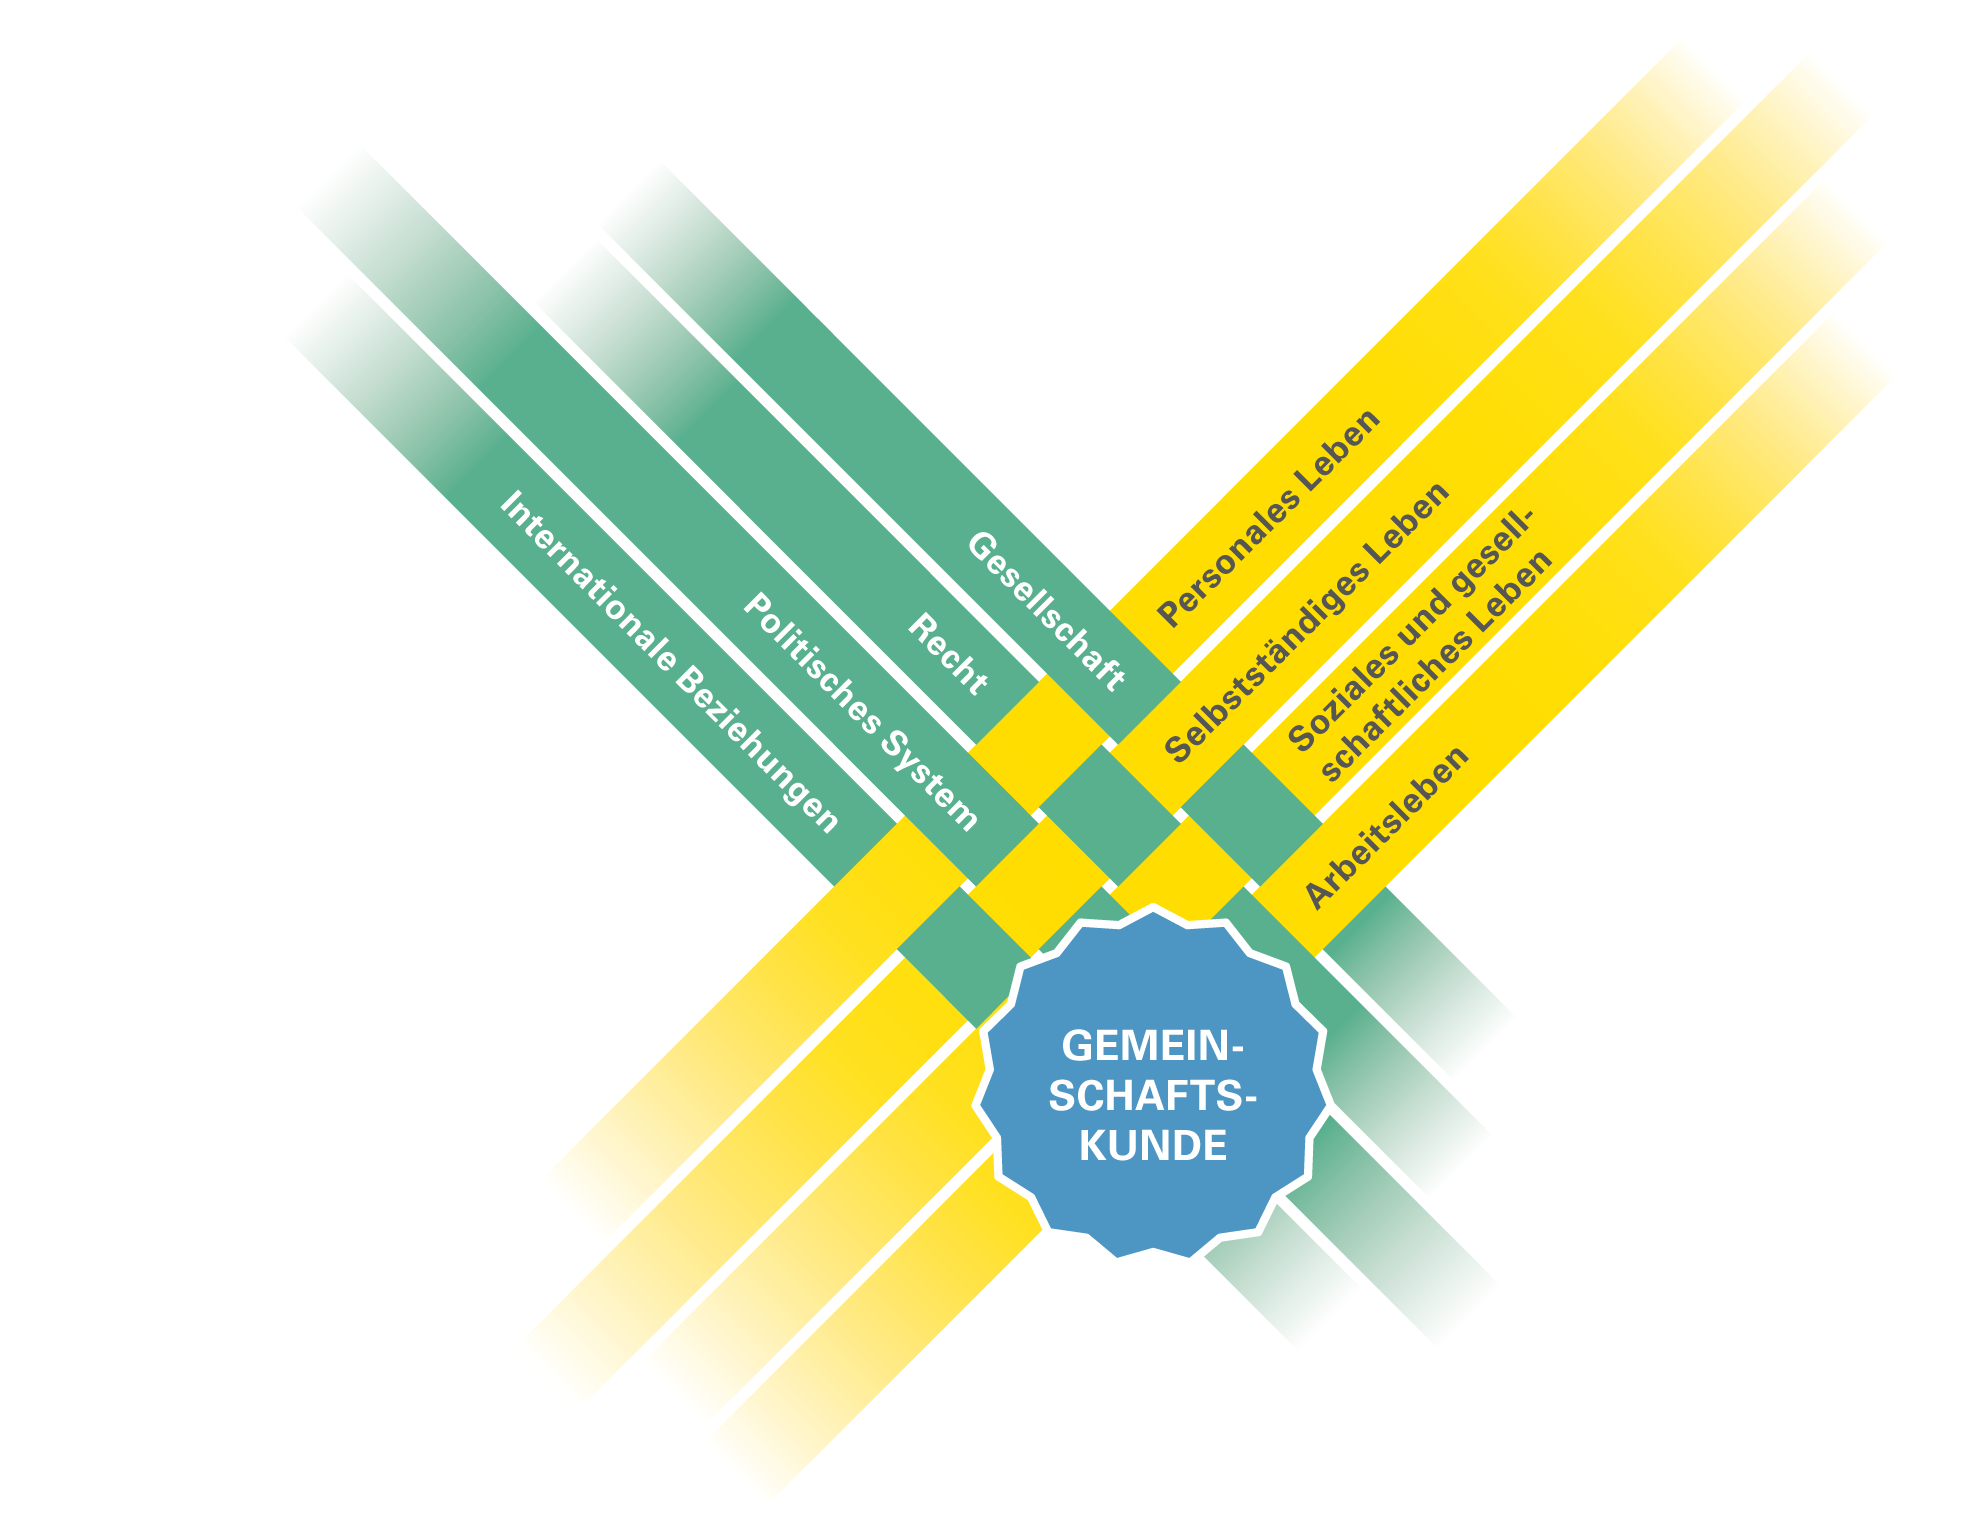 Internationale Beziehungen
Politisches System
Recht
Gesellschaft
Personales Leben
Selbstständiges Leben
Soziales und gesell-
schaftliches Leben
Arbeitsleben
GEMEIN-
SCHAFTS-
KUNDE